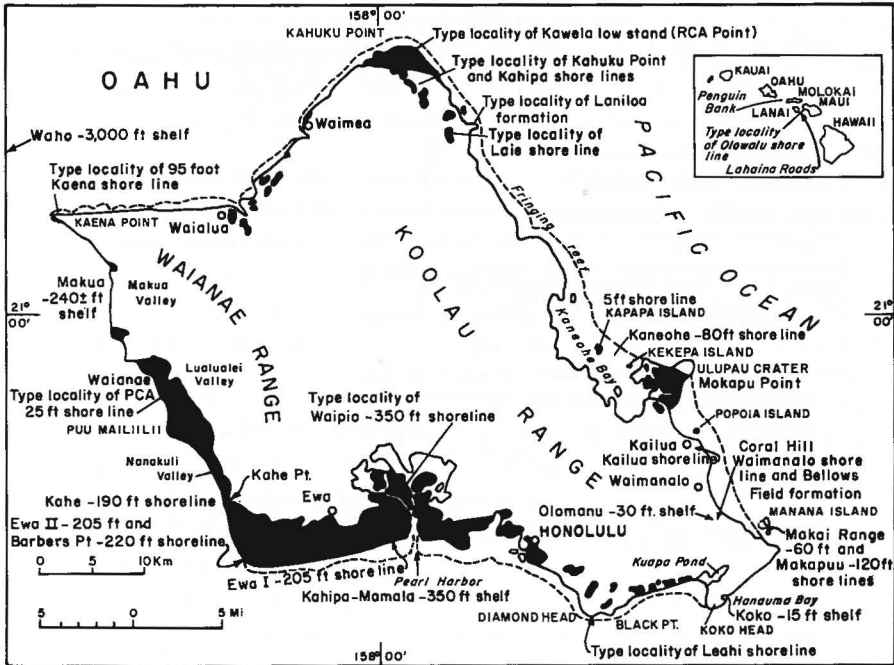 158° 00'
KAHUKU POINT
Type locality of Kawela low stand (RCA Point)
Type locality of Kahuku Point
and Kahipa shore lines
OAHU
Type locality of Laniloa
formation
Type locality of
Laie shore line
Waimea
KAUAI
OAHU
MOLOKAI
MAUI
Penguin
Bank
LANAI
HAWAII
Type locality
of Olowalu shore
line
Lahaina Roads
Waho -3,000 ft shelf
Type locality of 95 foot
Kaena shore line
KAENA POINT
Waialua
PACIFIC OCEAN
Fringing reef
WAIANAE RANGE
KOOLAU RANGE
Makua
-240± ft
shelf
Makua
Valley
21°
00'
21°
00'
5ft shore line
KAPAPA ISLAND
Kaneohe Bay
Kaneohe -80ft shore line
KEKEPA ISLAND
ULUPAU CRATER
Mokapu Point
Lualualei
Valley
Waianae
Type locality of PCA
25 ft shore line
PUU MAILIILII
Type locality of
Waipio -350 ft shoreline
POPOIA ISLAND
Kailua
Kailua shoreline
Coral Hill
Waimanalo shore
line and Bellows
Field formation
Waimanalo
Nanakuli
Valley
Kahe Pt.
Ewa
Kahe -190 ft shoreline
Olomanu -30 ft. shelf
MANANA ISLAND
HONOLULU
Ewa II -205 ft and
Barbers Pt -220 ft shoreline
Makai Range
-60 ft and
Makapuu -120ft
shore lines
0 5 10 Km
Ewa I -205 ft shoreline
Pearl Harbor
Kahipa-Mamala -350 ft shelf
Kuapa Pond
Hanauma Bay
Koko -15 ft shelf
5 0 5 Mi
DIAMOND HEAD
BLACK PT.
KOKO HEAD
Type locality of Leahi shoreline
158° 00'